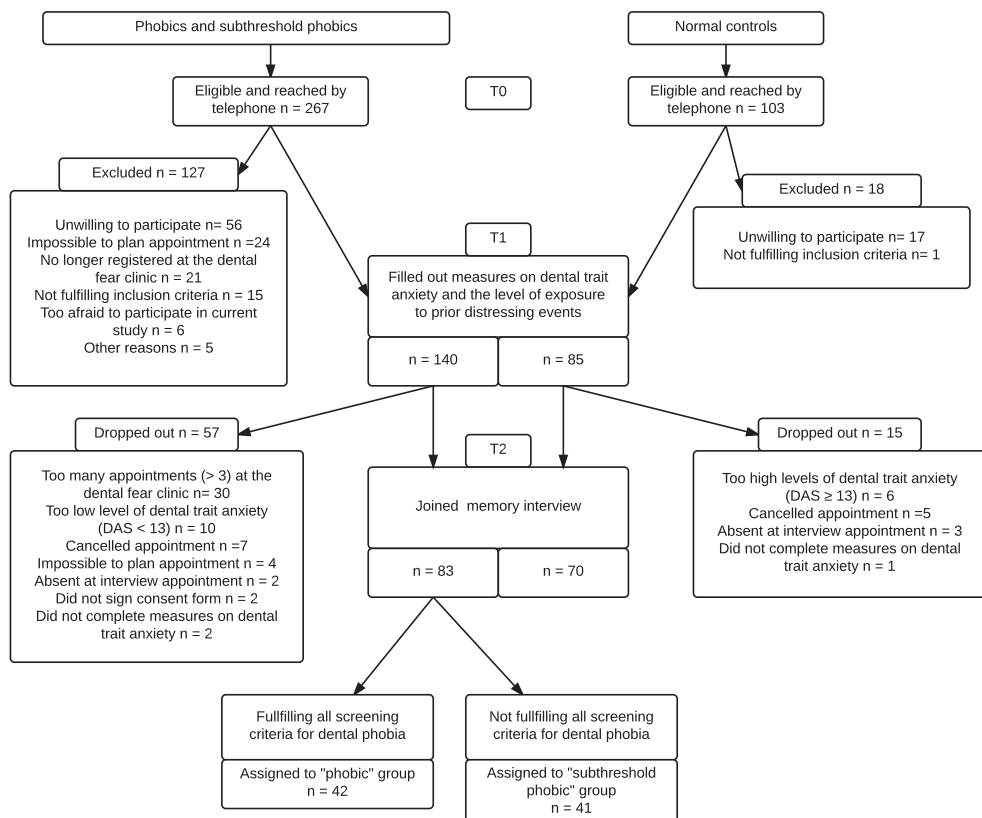 Phobics and subthreshold phobics
Normal controls
Eligible and reached by
telephone n = 267
T0
Eligible and reached by
telephone n = 103
Excluded n = 127
Unwilling to participate n= 56
Impossible to plan appointment n =24
No longer registered at the dental
fear clinic n = 21
Not fulfilling inclusion criteria n = 15
Too afraid to participate in current
study n = 6
Other reasons n = 5
Excluded n = 18
Unwilling to participate n= 17
Not fulfilling inclusion criteria n= 1
T1
Filled out measures on dental trait
anxiety and the level of exposure
to prior distressing events
n = 140
n = 85
Dropped out n = 57
Too many appointments (> 3) at the
dental fear clinic n= 30
Too low level of dental trait anxiety
(DAS < 13) n = 10
Cancelled appointment n =7
Impossible to plan appointment n = 4
Absent at interview appointment n = 2
Did not sign consent form n = 2
Did not complete measures on dental
trait anxiety n = 2
T2
Joined memory interview
n = 83
n = 70
Dropped out n = 15
Too high levels of dental trait anxiety
(DAS ≥ 13) n = 6
Cancelled appointment =5
Absent at interview appointment n = 3
Did not complete measures on dental
trait anxiety n = 1
Fullfilling all screening
criteria for dental phobia
Assigned to "phobic" group
n = 42
Not fullfilling all screening
criteria for dental phobia
Assigned to "subthreshold
phobic" group
n = 41